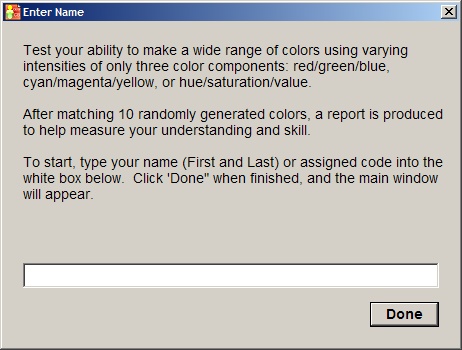 Enter Name
Test your ability to make a wide range of colors using varying
intensities of only three color components: red/green/blue,
cyan/magenta/yellow, or hue/saturation/value.
After matching 10 randomly generated colors, a report is produced
to help measure your understanding and skill.
To start, type your name (First and Last) or assigned code into the
white box below.  Click 'Done" when finished, and the main window
will appear.
Done